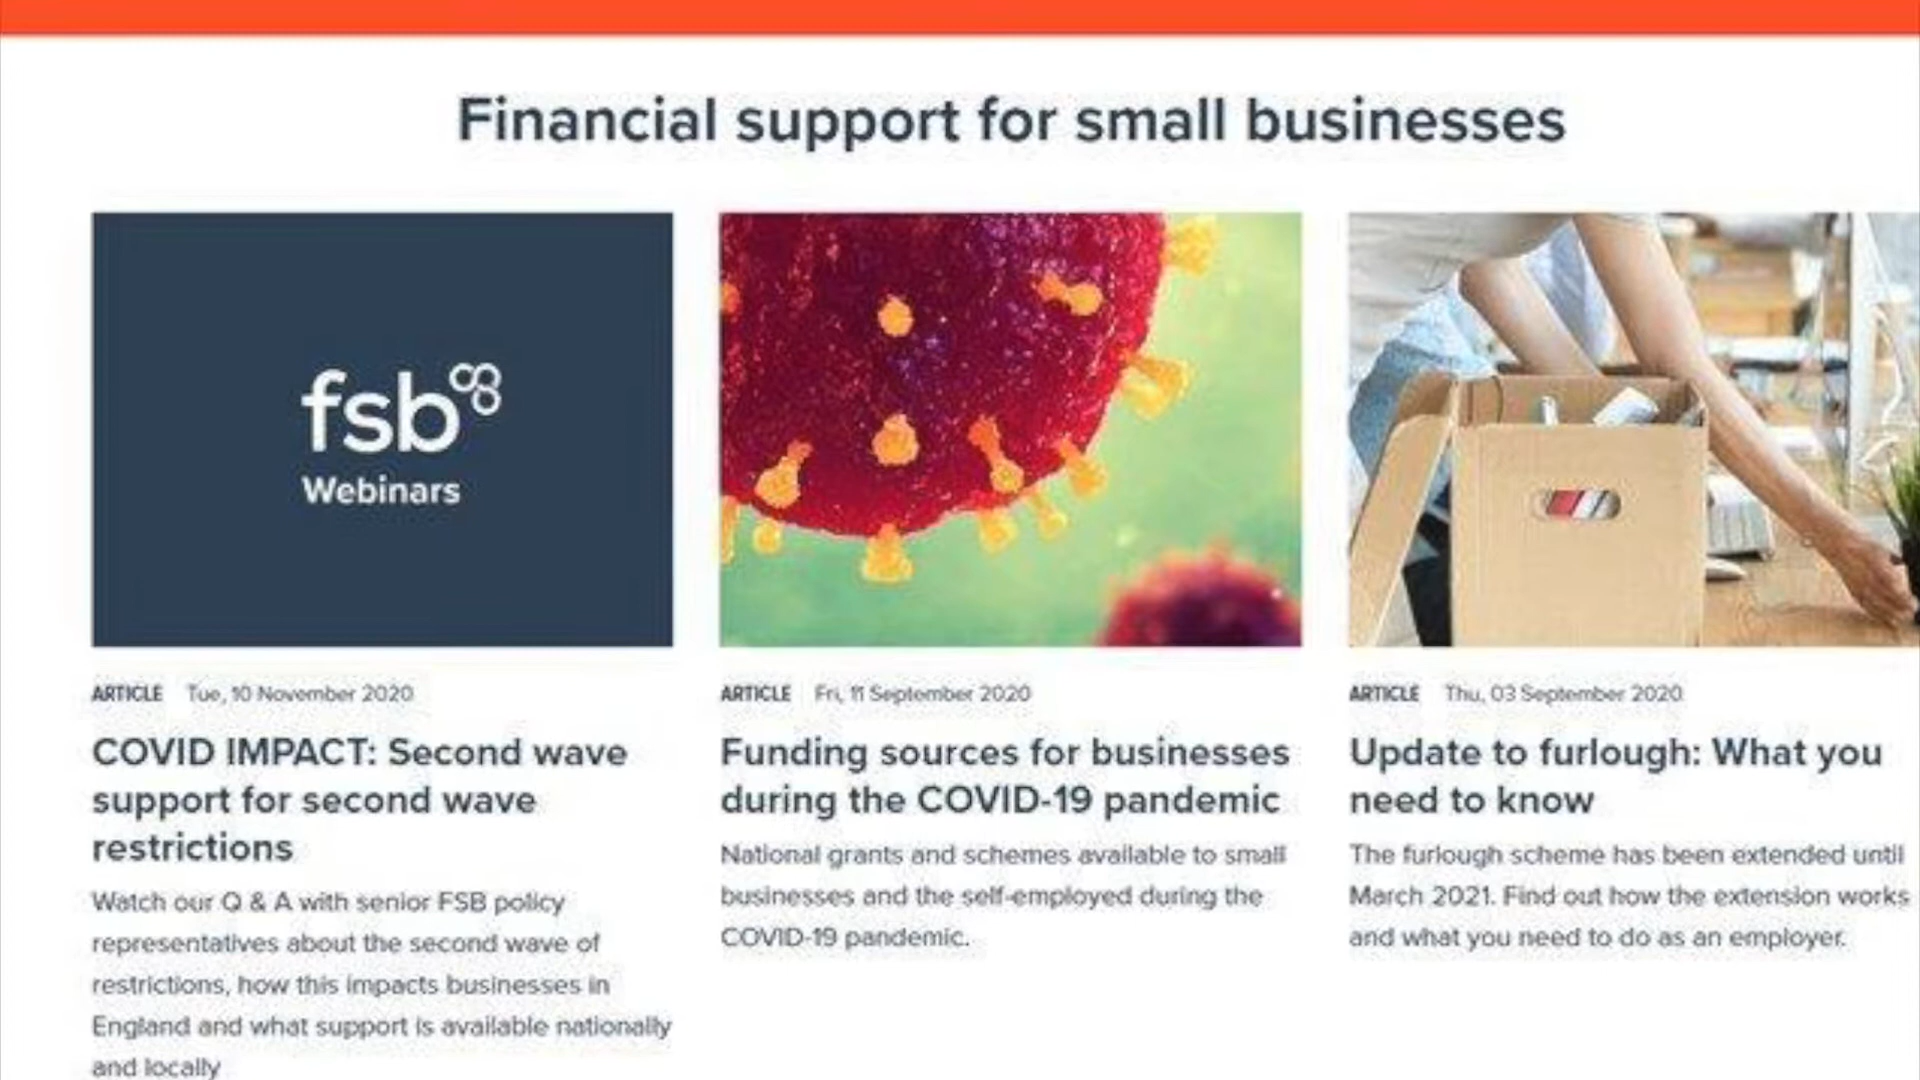 Financial support for small businesses
fsb
Webinars
ARTICLE Tue, 10 November 2020
COVID IMPACT: Second wave
support for second wave
restrictions
Watch our Q & A with senior FSB policy
representatives about the second wave of
restrictions, how this impacts businesses in
England and what support is available nationally
and locally
ARTICLE Fri, 11 September 2020
Funding sources for businesses
during the COVID-19 pandemic
National grants and schemes available to small
businesses and the self-employed during the
COVID-19 pandemic.
ARTICLE Thu, 03 September 2020
Update to furlough: What you
need to know
The furlough scheme has been extended until
March 2021. Find out how the extension works
and what you need to do as an employer.